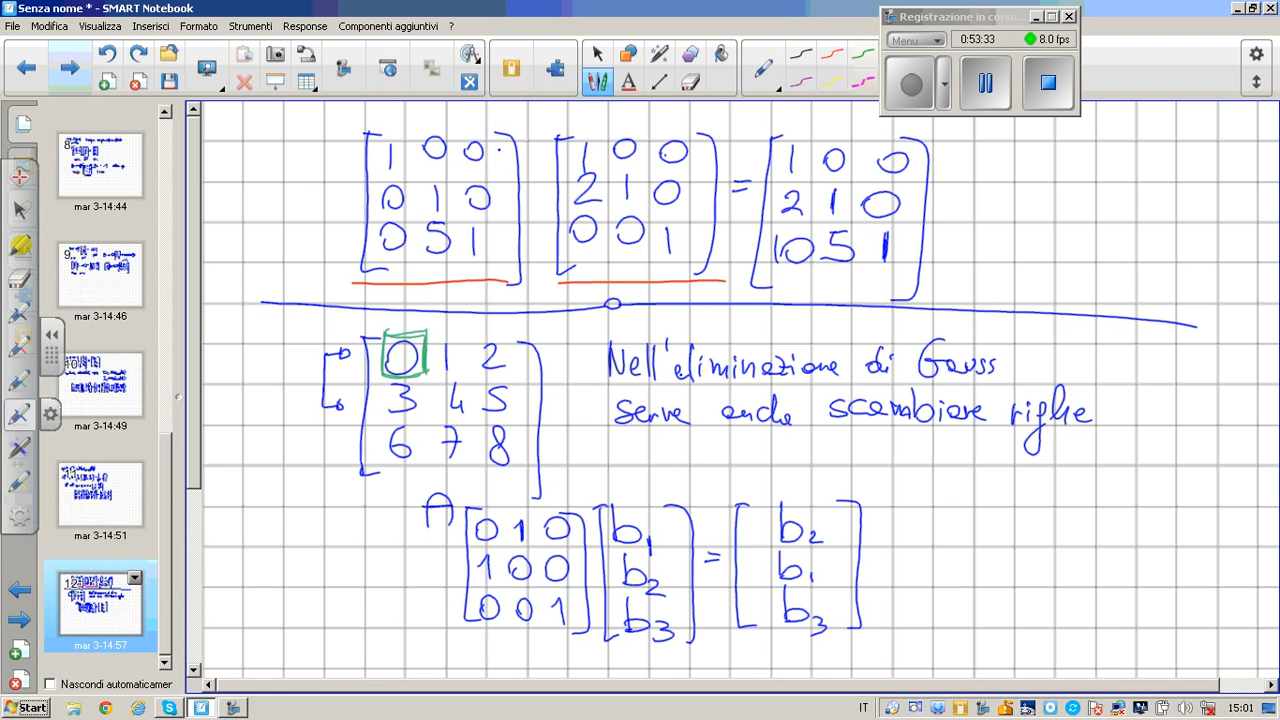 Senza nome * - SMART Notebook
File Modifica Visualizza Inserisci Formato Strumenti Response Componenti aggiuntivi ?
Registrazione in corso...
Menu 0:53:33 8.0 fps
8
mar 3-14:44
9
mar 3-14:46
mar 3-14:49
mar 3-14:51
12
mar 3-14:57
Nascondi automaticamer
1 0 0 1 0 0 1 0 0
0 1 0 2 1 0 = 2 1 0
0 5 1 0 0 1 10 5 1
0 1 2 Nell'eliminazione di Gauss
3 4 5 serve anche scambiare righe
6 7 8
A
0 1 0 b1 b2
1 0 0 b2 = b1
0 0 1 b3 b3
Start IT 15:01